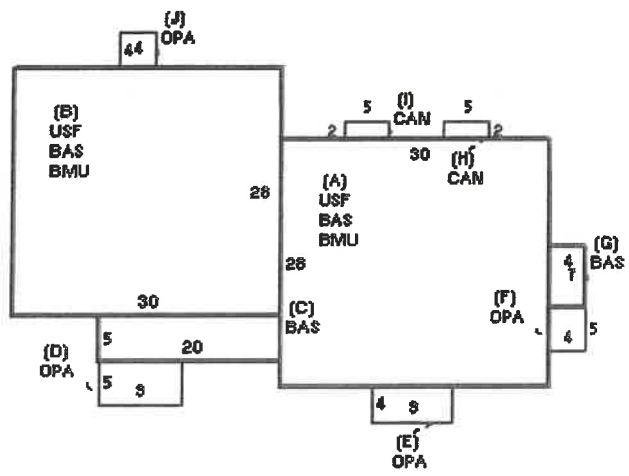 (J)
OPA
44
(B)
USF
BAS
BMU
5
(I)
CAN
5
2
2
30
(H)
CAN
(A)
USF
BAS
BMU
28
28
(G)
BAS
4
7
30
(C)
BAS
(F)
OPA
5
20
4
5
(D)
OPA
5
9
4
9
(E)
OPA